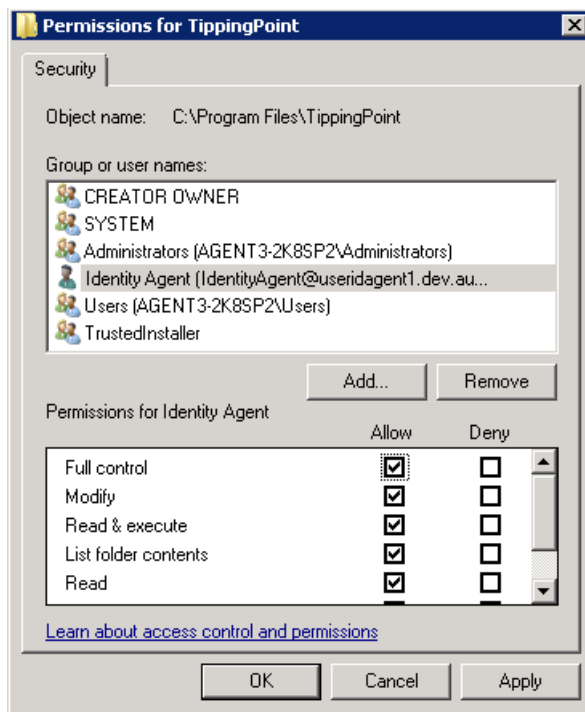 Permissions for TippingPoint
Security
Object name: C:\Program Files\TippingPoint
Group or user names:
CREATOR OWNER
SYSTEM
Administrators (AGENT3-2K8SP2\Administrators)
Identity Agent (IdentityAgent@useridagent1.dev.au...
Users (AGENT3-2K8SP2\Users)
TrustedInstaller
Add... Remove
Permissions for Identity Agent Allow Deny
Full control
Modify
Read & execute
List folder contents
Read
Learn about access control and permissions
OK Cancel Apply